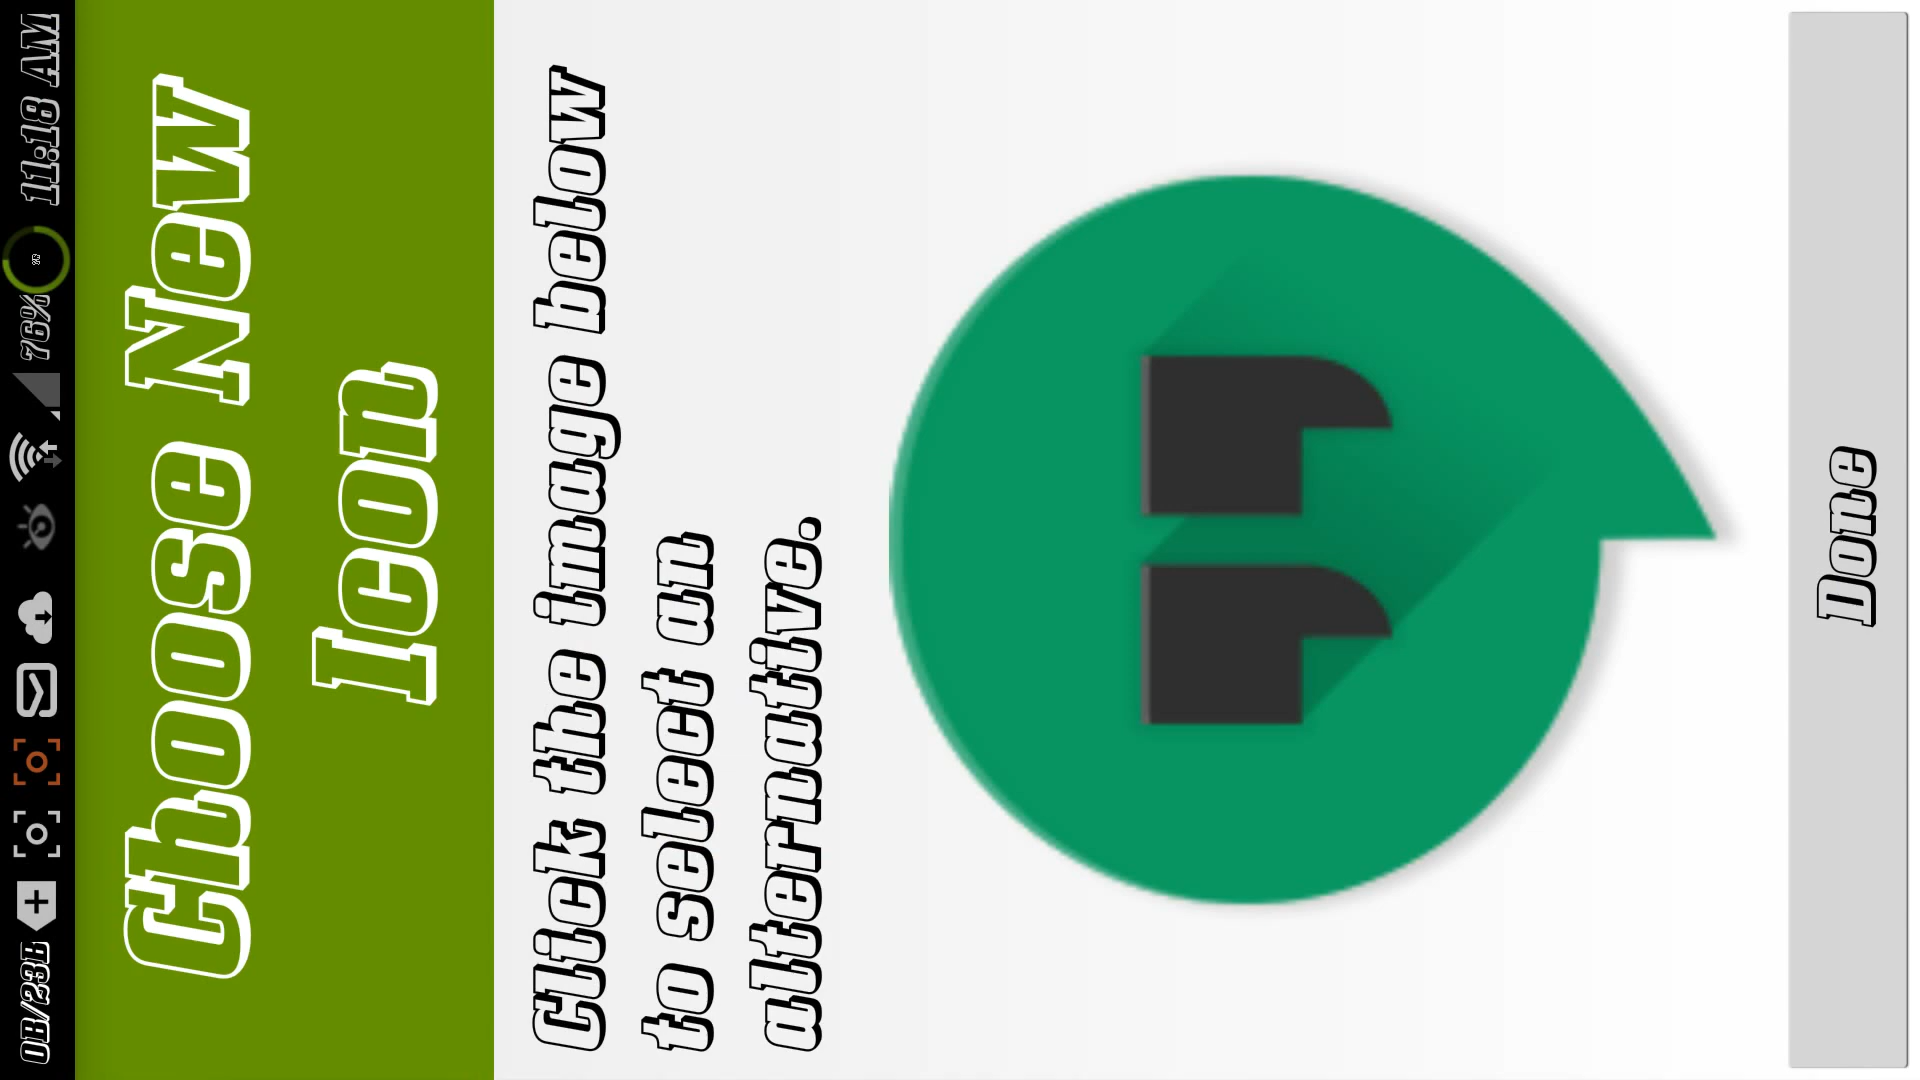 0B/23B 76% 11:18 AM
Choose New
Icon
Click the image below
to select an
alternative.
Done